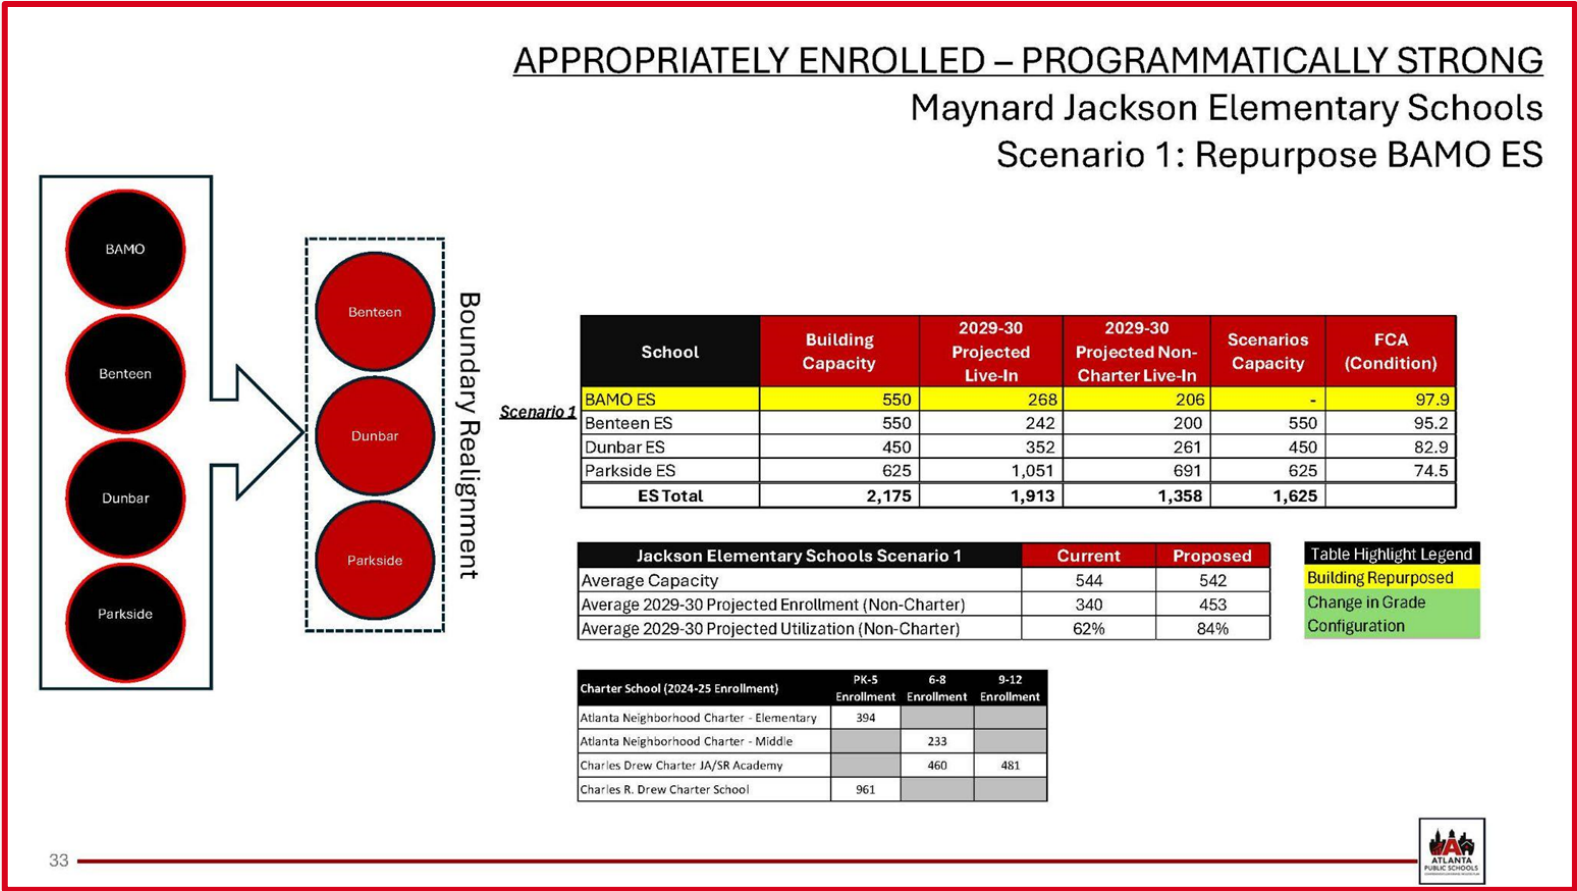 APPROPRIATELY ENROLLED – PROGRAMMATICALLY STRONG
Maynard Jackson Elementary Schools
Scenario 1: Repurpose BAMO ES
BAMO
Benteen
Dunbar
Parkside
Benteen
Dunbar
Parkside
Boundary Realignment
Scenario 1
School Building Capacity 2029-30 Projected Live-In 2029-30 Projected Non-Charter Live-In Scenarios Capacity FCA (Condition)
BAMO ES 550 268 206 - 97.9
Benteen ES 550 242 200 550 95.2
Dunbar ES 450 352 261 450 82.9
Parkside ES 625 1,051 691 625 74.5
ES Total 2,175 1,913 1,358 1,625
Jackson Elementary Schools Scenario 1 Current Proposed
Average Capacity 544 542
Average 2029-30 Projected Enrollment (Non-Charter) 340 453
Average 2029-30 Projected Utilization (Non-Charter) 62% 84%
Table Highlight Legend
Building Repurposed
Change in Grade
Configuration
Charter School (2024-25 Enrollment) PK-5 Enrollment 6-8 Enrollment 9-12 Enrollment
Atlanta Neighborhood Charter - Elementary 394
Atlanta Neighborhood Charter - Middle 233
Charles Drew Charter JA/SR Academy 460 481
Charles R. Drew Charter School 961
33
ATLANTA
PUBLIC SCHOOLS